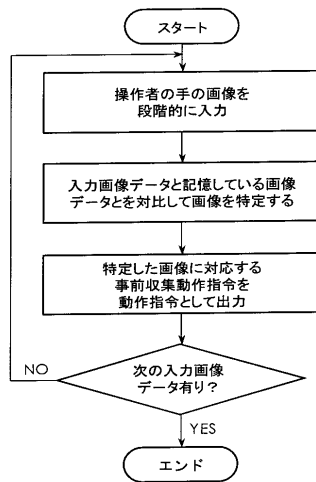 スタート
操作者の手の画像を
段階的に入力
入力画像データと記憶している画像
データとを対比して画像を特定する
特定した画像に対応する
事前収集動作指令を
動作指令として出力
NO
次の入力画像
データ有り？
YES
エンド